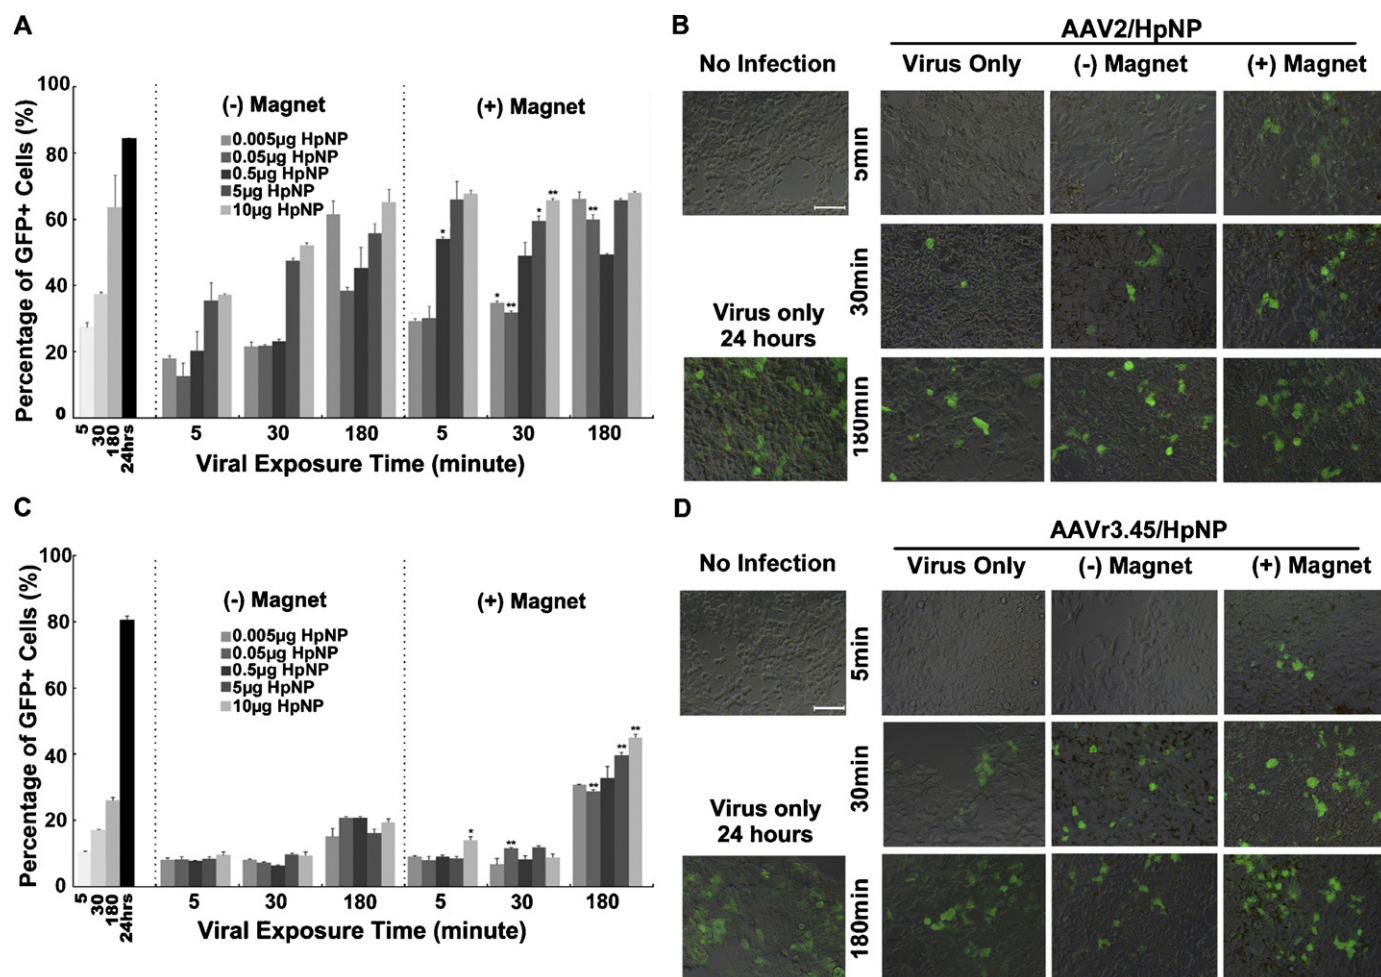 A
Percentage of GFP+ Cells (%)
100
80
60
40
20
0
(-) Magnet
(+) Magnet
0.005µg HpNP
0.05µg HpNP
0.5µg HpNP
5µg HpNP
10µg HpNP
* * ** * ** **
5 30 180 24hrs
5 30 180 5 30 180
Viral Exposure Time (minute)
B
AAV2/HpNP
No Infection Virus Only (-) Magnet (+) Magnet
5min
30min
Virus only
24 hours
180min
C
Percentage of GFP+ Cells (%)
100
80
60
40
20
0
(-) Magnet
(+) Magnet
0.005µg HpNP
0.05µg HpNP
0.5µg HpNP
5µg HpNP
10µg HpNP
* ** ** ** **
5 30 180 24hrs
5 30 180 5 30 180
Viral Exposure Time (minute)
D
AAVr3.45/HpNP
No Infection Virus Only (-) Magnet (+) Magnet
5min
30min
Virus only
24 hours
180min